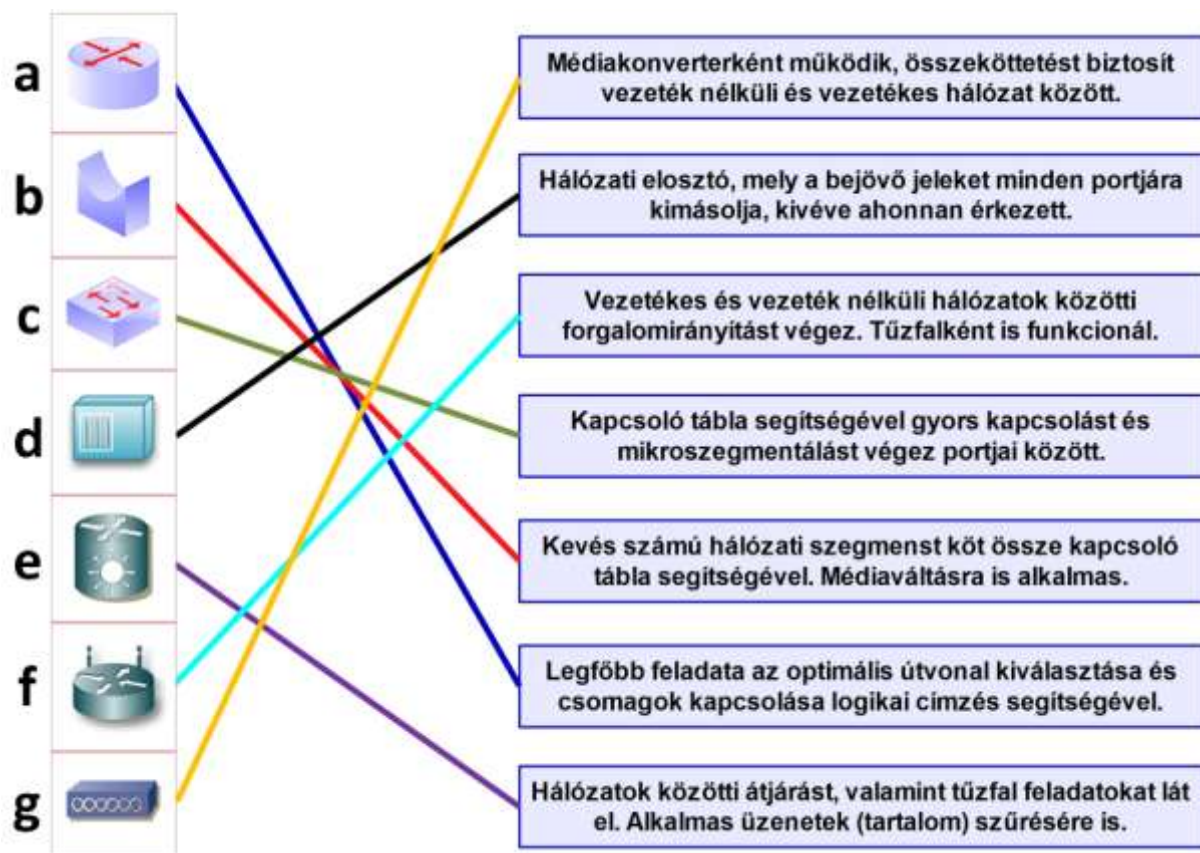 a
Médiakonverterként működik, összeköttetést biztosít
vezeték nélküli és vezetékes hálózat között.
b
Hálózati elosztó, mely a bejövő jeleket minden portjára
kimásolja, kivéve ahonnan érkezett.
c
Vezetékes és vezeték nélküli hálózatok közötti
forgalomirányítást végez. Tűzfalként is funkcionál.
d
Kapcsoló tábla segítségével gyors kapcsolást és
mikroszegmentálást végez portjai között.
e
Kevés számú hálózati szegmenst köt össze kapcsoló
tábla segítségével. Médiaváltásra is alkalmas.
f
Legfőbb feladata az optimális útvonal kiválasztása és
csomagok kapcsolása logikai címzés segítségével.
g
Hálózatok közötti átjárást, valamint tűzfal feladatokat lát
el. Alkalmas üzenetek (tartalom) szűrésére is.